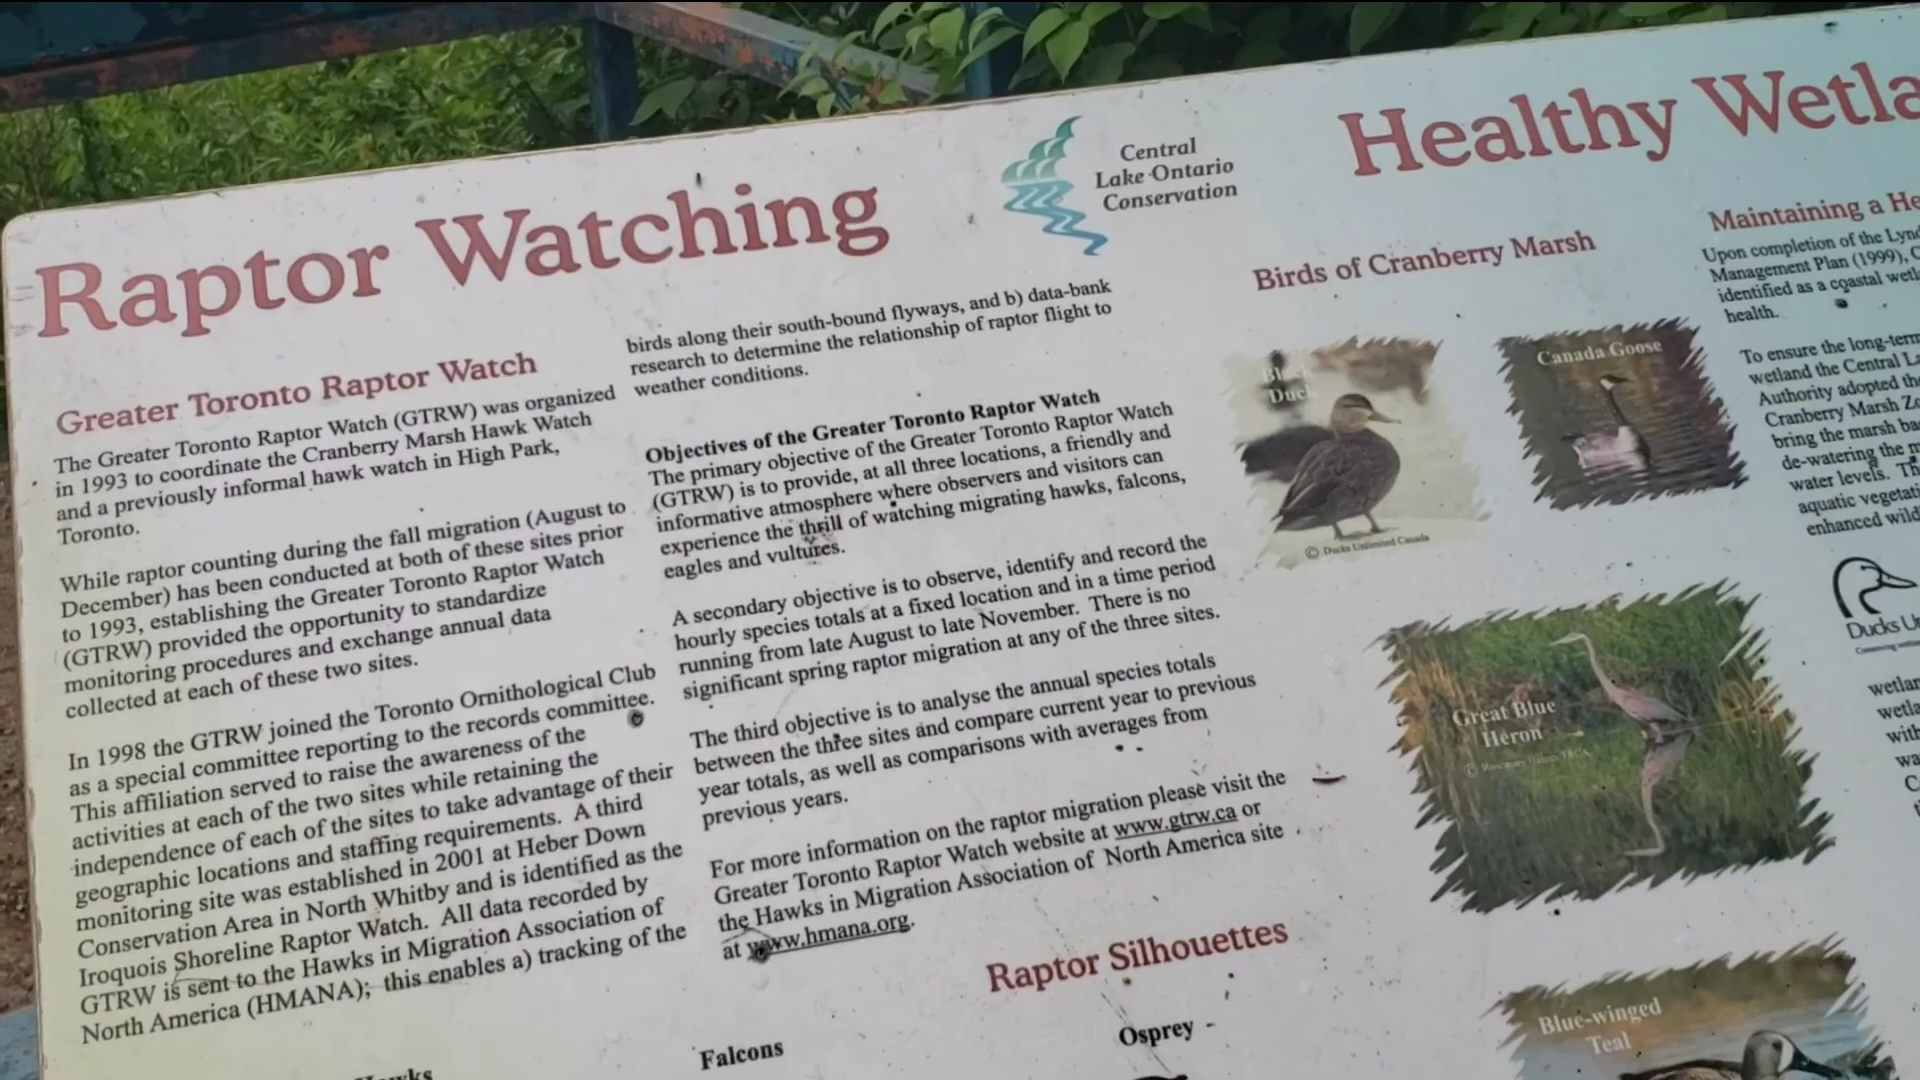 Raptor Watching
Central
Lake Ontario
Conservation
Greater Toronto Raptor Watch
The Greater Toronto Raptor Watch (GTRW) was organized
in 1993 to coordinate the Cranberry Marsh Hawk Watch
and a previously informal hawk watch in High Park,
Toronto.
While raptor counting during the fall migration (August to
December) has been conducted at both of these sites prior
to 1993, establishing the Greater Toronto Raptor Watch
(GTRW) provided the opportunity to standardize
monitoring procedures and exchange annual data
collected at each of these two sites.
In 1998 the GTRW joined the Toronto Ornithological Club
as a special committee reporting to the records committee.
This affiliation served to raise the awareness of the
activities at each of the two sites while retaining the
independence of each of the sites to take advantage of their
geographic locations and staffing requirements. A third
monitoring site was established in 2001 at Heber Down
Conservation Area in North Whitby and is identified as the
Iroquois Shoreline Raptor Watch. All data recorded by
GTRW is sent to the Hawks in Migration Association of
North America (HMANA); this enables a) tracking of the
birds along their south-bound flyways, and b) data-bank
research to determine the relationship of raptor flight to
weather conditions.
Objectives of the Greater Toronto Raptor Watch
The primary objective of the Greater Toronto Raptor Watch
(GTRW) is to provide, at all three locations, a friendly and
informative atmosphere where observers and visitors can
experience the thrill of watching migrating hawks, falcons,
eagles and vultures.
A secondary objective is to observe, identify and record the
hourly species totals at a fixed location and in a time period
running from late August to late November. There is no
significant spring raptor migration at any of the three sites.
The third objective is to analyse the annual species totals
between the three sites and compare current year to previous
year totals, as well as comparisons with averages from
previous years.
For more information on the raptor migration please visit the
Greater Toronto Raptor Watch website at www.gtrw.ca or
the Hawks in Migration Association of North America site
at www.hmana.org.
Raptor Silhouettes
Hawks
Falcons
Osprey
Healthy Wetla
Birds of Cranberry Marsh
Duck
© Ducks Unlimited Canada
Canada Goose
Great Blue
Heron
Blue-winged
Teal
Maintaining a He
Upon completion of the Lynd
Management Plan (1999), C
identified as a coastal wetl
health.
To ensure the long-term
wetland the Central La
Authority adopted the
Cranberry Marsh Zo
bring the marsh ba
de-watering the m
water levels. Th
aquatic vegetati
enhanced wild
Ducks Un
wetlan
wetla
with
wa
C